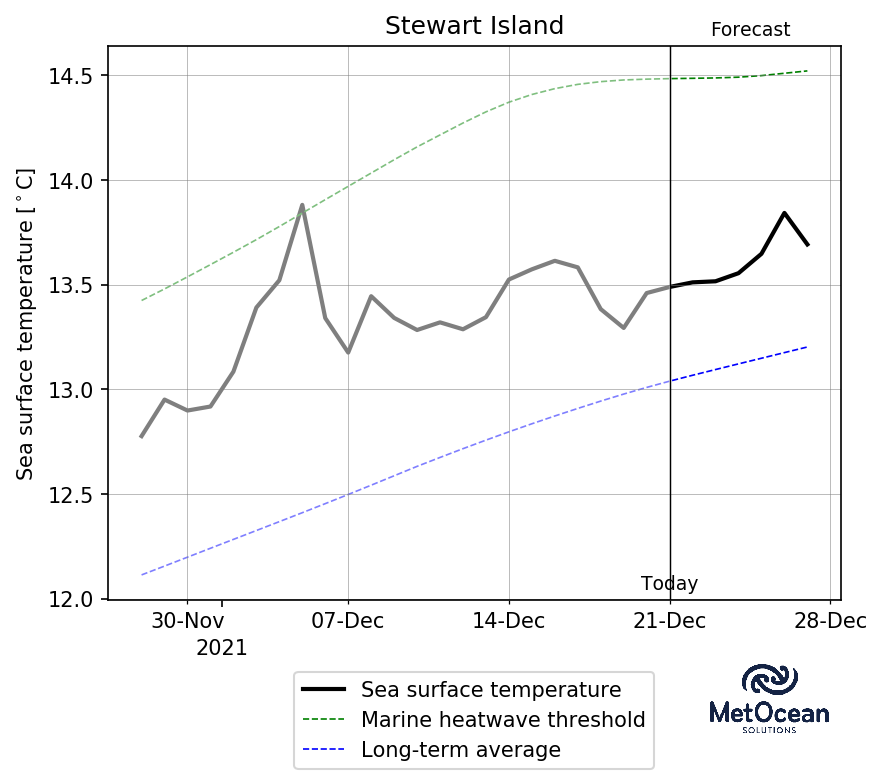 Stewart Island
Forecast
Sea surface temperature [°C]
14.5
14.0
13.5
13.0
12.5
12.0
Today
30-Nov 07-Dec 14-Dec 21-Dec 28-Dec
2021
Sea surface temperature
Marine heatwave threshold
Long-term average
MetOcean
SOLUTIONS